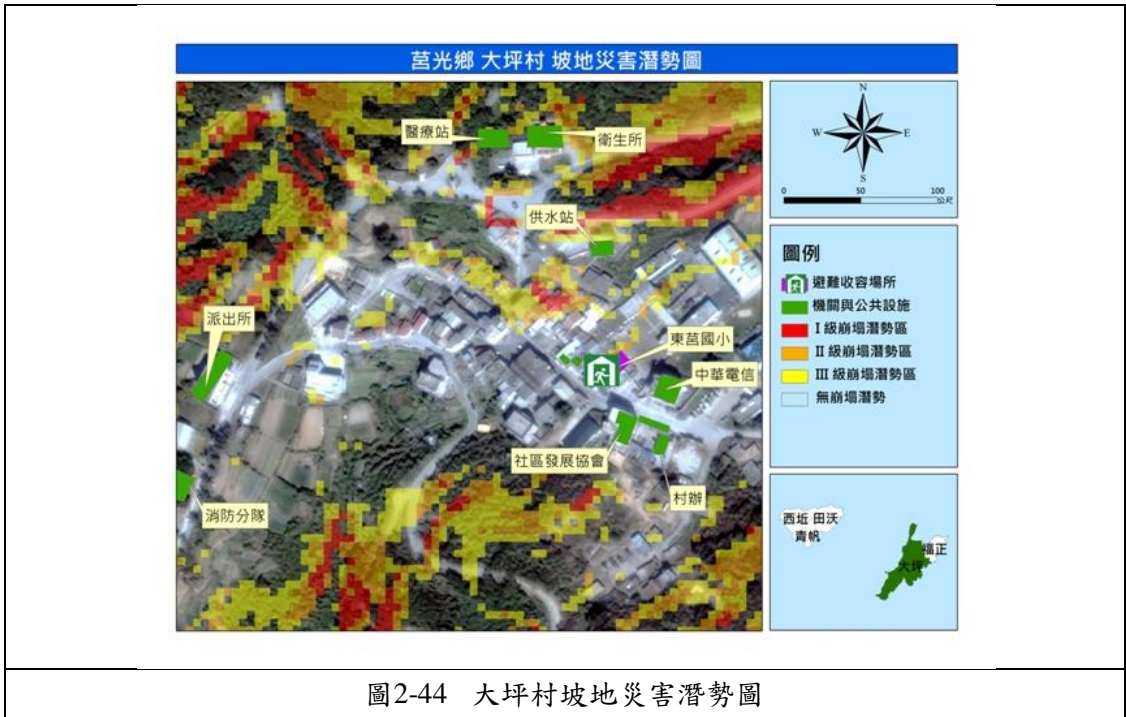 莒光鄉 大坪村 坡地災害潛勢圖
醫療站
衛生所
供水站
派出所
東莒國小
中華電信
社區發展協會
村辦
消防分隊
N
W
E
S
0 50 100
公尺
圖例
避難收容場所
機關與公共設施
I 級崩塌潛勢區
II 級崩塌潛勢區
III 級崩塌潛勢區
無崩塌潛勢
西坵 田沃
青帆
福正
大坪
圖2-44 大坪村坡地災害潛勢圖